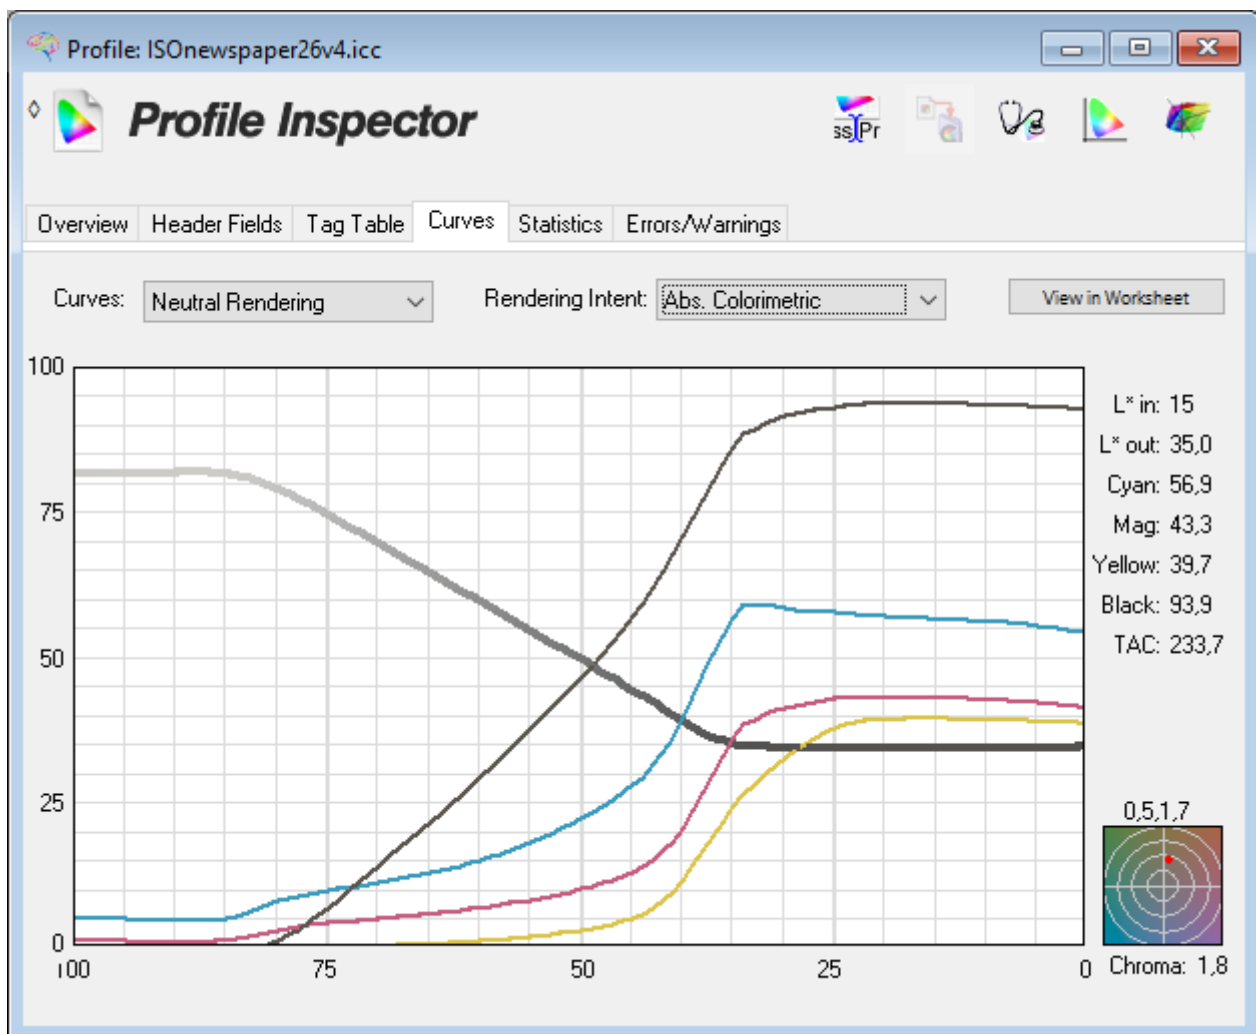 Profile: ISOnewspaper26v4.icc
Profile Inspector
ss Pr
Overview Header Fields Tag Table Curves Statistics Errors/Warnings
Curves: Neutral Rendering Rendering Intent: Abs. Colorimetric View in Worksheet
100
75
50
25
0
100 75 50 25 0
L* in: 15
L* out: 35,0
Cyan: 56,9
Mag: 43,3
Yellow: 39,7
Black: 93,9
TAC: 233,7
0,5,1,7
Chroma: 1,8